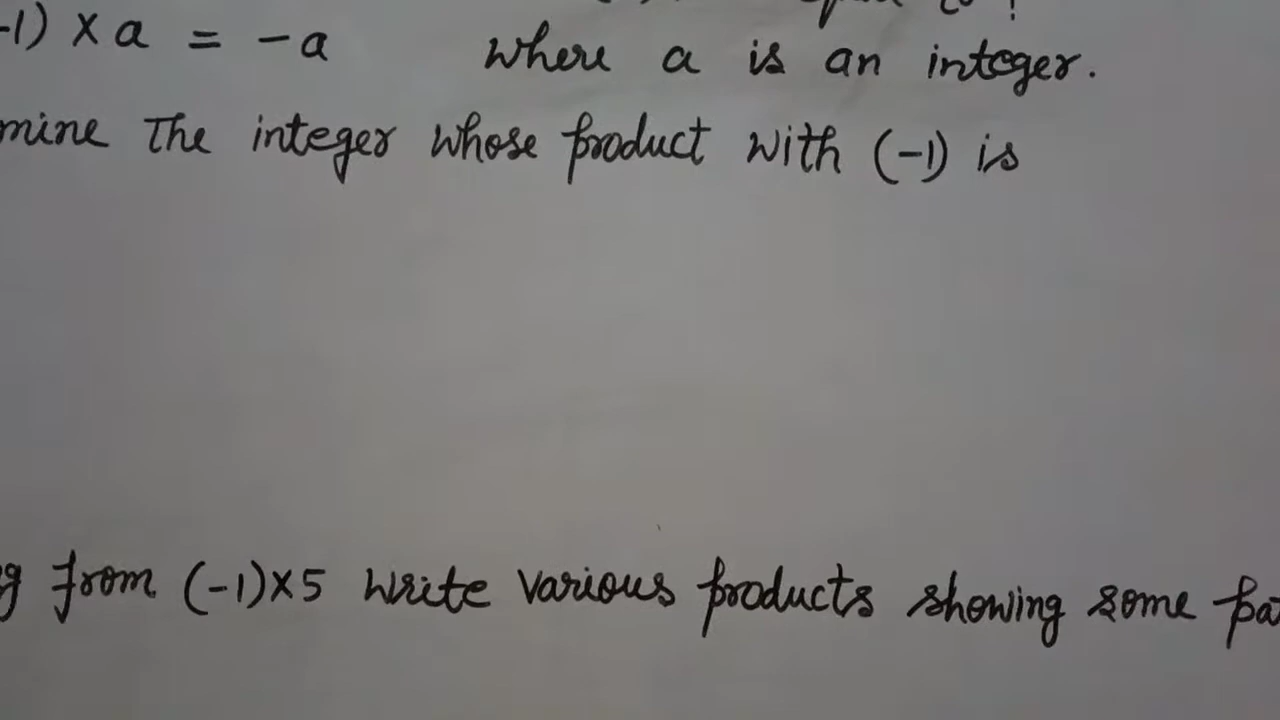 -1) × a = -a where a is an integer.
mine The integer whose product with (-1) is
g from (-1)×5 write various products showing some pa